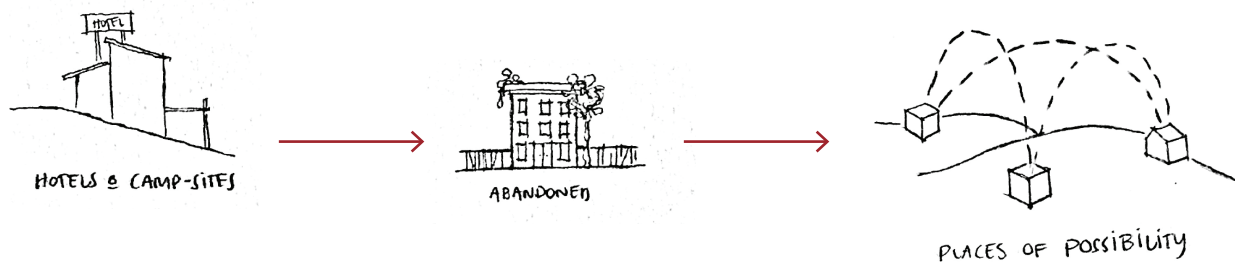 HOTEL
HOTELS & CAMP-SITES
ABANDONED
PLACES OF POSSIBILITY